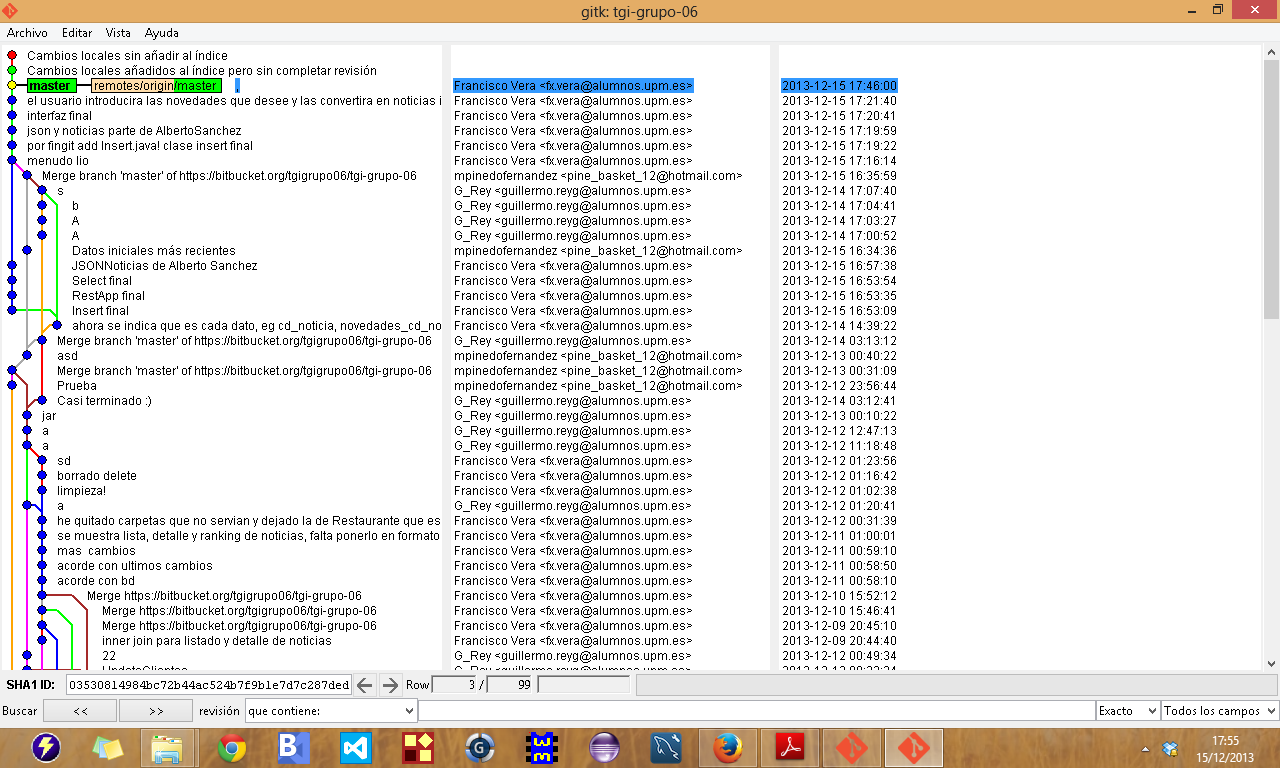 gitk: tgi-grupo-06
Archivo Editar Vista Ayuda
Cambios locales sin añadir al índice
Cambios locales añadidos al índice pero sin completar revisión
master remotes/origin/master , Francisco Vera <fx.vera@alumnos.upm.es> 2013-12-15 17:46:00
el usuario introducira las novedades que desee y las convertira en noticias i Francisco Vera <fx.vera@alumnos.upm.es> 2013-12-15 17:21:40
interfaz final Francisco Vera <fx.vera@alumnos.upm.es> 2013-12-15 17:20:41
json y noticias parte de AlbertoSanchez Francisco Vera <fx.vera@alumnos.upm.es> 2013-12-15 17:19:59
por fingit add Insert.java! clase insert final Francisco Vera <fx.vera@alumnos.upm.es> 2013-12-15 17:19:22
menudo lio Francisco Vera <fx.vera@alumnos.upm.es> 2013-12-15 17:16:14
Merge branch 'master' of https://bitbucket.org/tgigrupo06/tgi-grupo-06 mpinedofernandez <pine_basket_12@hotmail.com> 2013-12-15 16:35:59
s G_Rey <guillermo.reyg@alumnos.upm.es> 2013-12-14 17:07:40
b G_Rey <guillermo.reyg@alumnos.upm.es> 2013-12-14 17:04:41
A G_Rey <guillermo.reyg@alumnos.upm.es> 2013-12-14 17:03:27
A G_Rey <guillermo.reyg@alumnos.upm.es> 2013-12-14 17:00:52
Datos iniciales más recientes mpinedofernandez <pine_basket_12@hotmail.com> 2013-12-15 16:34:36
JSONNoticias de Alberto Sanchez Francisco Vera <fx.vera@alumnos.upm.es> 2013-12-15 16:57:38
Select final Francisco Vera <fx.vera@alumnos.upm.es> 2013-12-15 16:53:54
RestApp final Francisco Vera <fx.vera@alumnos.upm.es> 2013-12-15 16:53:35
Insert final Francisco Vera <fx.vera@alumnos.upm.es> 2013-12-15 16:53:09
ahora se indica que es cada dato, eg cd_noticia, novedades_cd_no Francisco Vera <fx.vera@alumnos.upm.es> 2013-12-14 14:39:22
Merge branch 'master' of https://bitbucket.org/tgigrupo06/tgi-grupo-06 G_Rey <guillermo.reyg@alumnos.upm.es> 2013-12-14 03:13:12
asd mpinedofernandez <pine_basket_12@hotmail.com> 2013-12-13 00:40:22
Merge branch 'master' of https://bitbucket.org/tgigrupo06/tgi-grupo-06 mpinedofernandez <pine_basket_12@hotmail.com> 2013-12-13 00:31:09
Prueba mpinedofernandez <pine_basket_12@hotmail.com> 2013-12-12 23:56:44
Casi terminado :) G_Rey <guillermo.reyg@alumnos.upm.es> 2013-12-14 03:12:41
jar G_Rey <guillermo.reyg@alumnos.upm.es> 2013-12-13 00:10:22
a G_Rey <guillermo.reyg@alumnos.upm.es> 2013-12-12 12:47:13
a G_Rey <guillermo.reyg@alumnos.upm.es> 2013-12-12 11:18:48
sd Francisco Vera <fx.vera@alumnos.upm.es> 2013-12-12 01:23:56
borrado delete Francisco Vera <fx.vera@alumnos.upm.es> 2013-12-12 01:16:42
limpieza! Francisco Vera <fx.vera@alumnos.upm.es> 2013-12-12 01:02:38
a G_Rey <guillermo.reyg@alumnos.upm.es> 2013-12-12 01:20:41
he quitado carpetas que no servian y dejado la de Restaurante que es Francisco Vera <fx.vera@alumnos.upm.es> 2013-12-12 00:31:39
se muestra lista, detalle y ranking de noticias, falta ponerlo en formato Francisco Vera <fx.vera@alumnos.upm.es> 2013-12-11 01:00:01
mas cambios Francisco Vera <fx.vera@alumnos.upm.es> 2013-12-11 00:59:10
acorde con ultimos cambios Francisco Vera <fx.vera@alumnos.upm.es> 2013-12-11 00:58:50
acorde con bd Francisco Vera <fx.vera@alumnos.upm.es> 2013-12-11 00:58:10
Merge https://bitbucket.org/tgigrupo06/tgi-grupo-06 Francisco Vera <fx.vera@alumnos.upm.es> 2013-12-10 15:52:12
Merge https://bitbucket.org/tgigrupo06/tgi-grupo-06 Francisco Vera <fx.vera@alumnos.upm.es> 2013-12-10 15:46:41
Merge https://bitbucket.org/tgigrupo06/tgi-grupo-06 Francisco Vera <fx.vera@alumnos.upm.es> 2013-12-09 20:45:10
inner join para listado y detalle de noticias Francisco Vera <fx.vera@alumnos.upm.es> 2013-12-09 20:44:40
22 G_Rey <guillermo.reyg@alumnos.upm.es> 2013-12-12 00:49:34
UpdateClientes G_Rey <guillermo.reyg@alumnos.upm.es>
SHA1 ID: 03530814984bc72b44ac524b7f9b1e7d7c287ded Row 3 / 99
Buscar << >> revisión que contiene: Exacto Todos los campos
17:55
15/12/2013